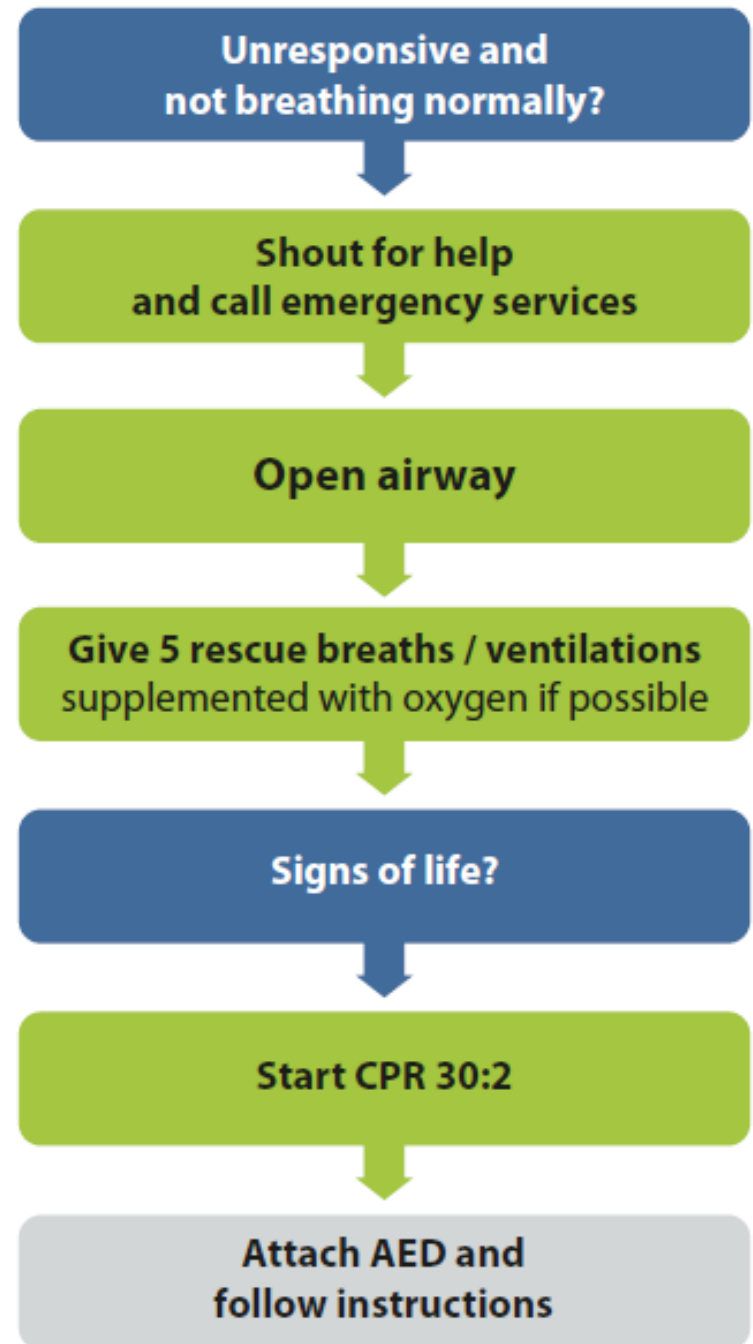 Unresponsive and
not breathing normally?
Shout for help
and call emergency services
Open airway
Give 5 rescue breaths / ventilations
supplemented with oxygen if possible
Signs of life?
Start CPR 30:2
Attach AED and
follow instructions